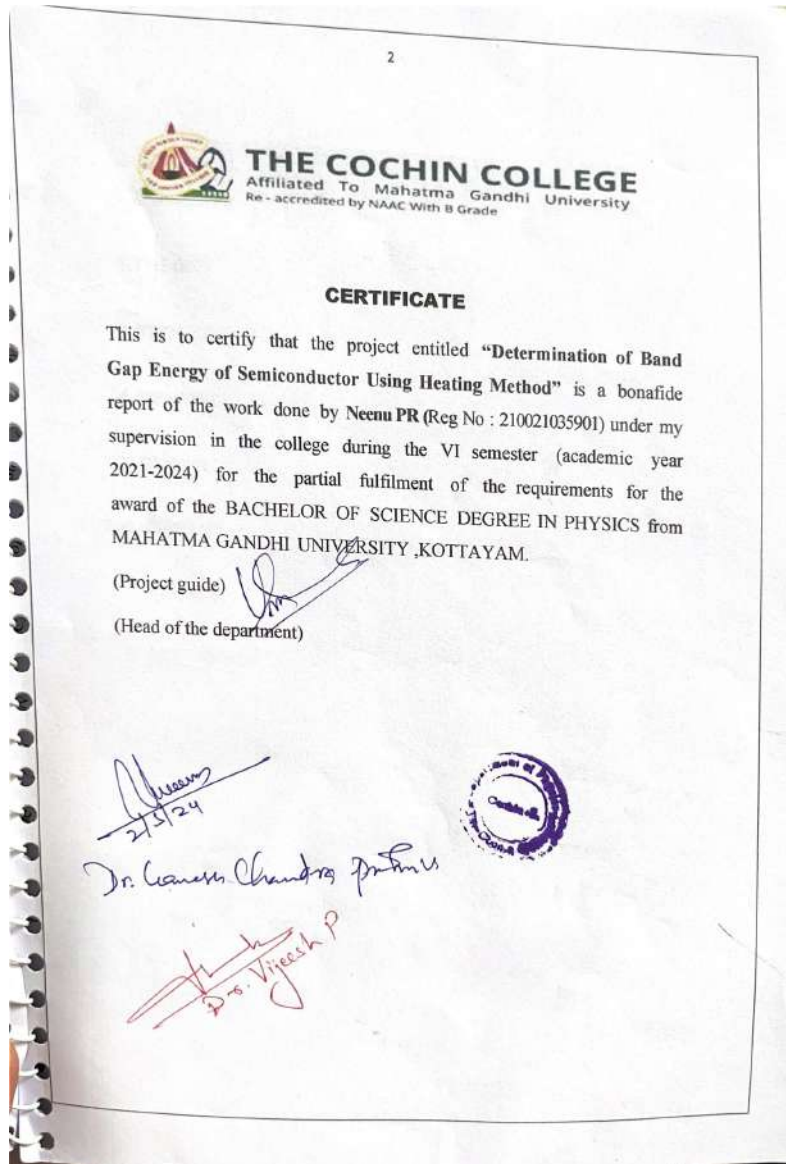 2
THE COCHIN COLLEGE
Affiliated To Mahatma Gandhi University
Re - accredited by NAAC With B Grade
CERTIFICATE
This is to certify that the project entitled “Determination of Band
Gap Energy of Semiconductor Using Heating Method” is a bonafide
report of the work done by Neenu PR (Reg No : 210021035901) under my
supervision in the college during the VI semester (academic year
2021-2024) for the partial fulfilment of the requirements for the
award of the BACHELOR OF SCIENCE DEGREE IN PHYSICS from
MAHATMA GANDHI UNIVERSITY ,KOTTAYAM.
(Project guide)
(Head of the department)
2/5/24
Dr. Chandra
Dr. Vijeesh P